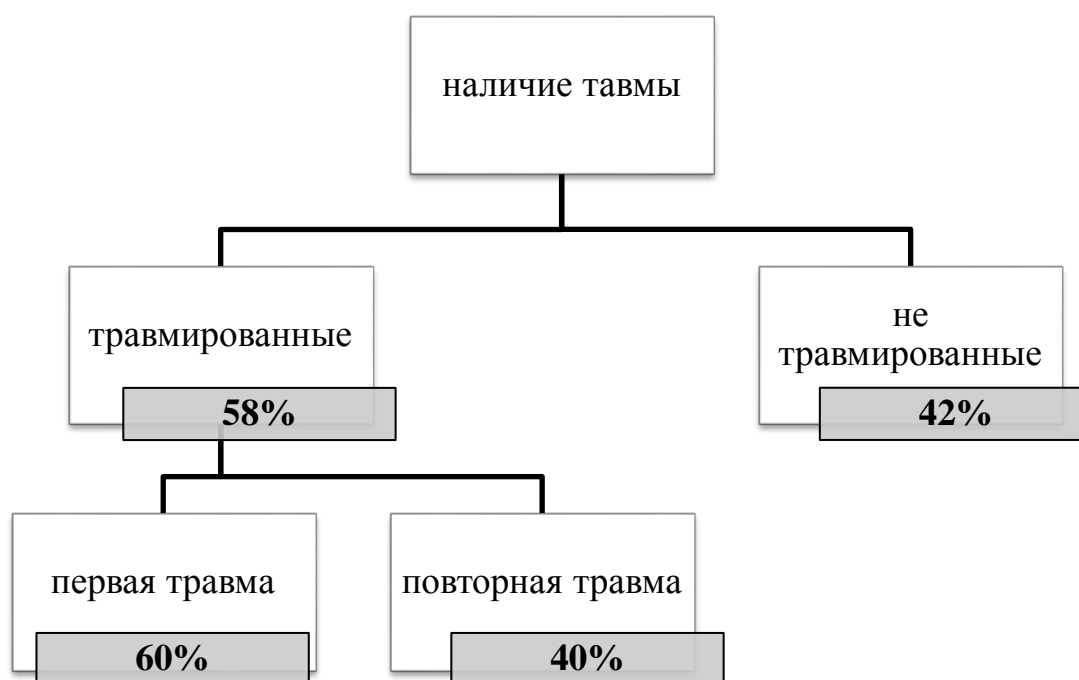 наличие тавмы
травмированные
58%
не
травмированные
42%
первая травма
60%
повторная травма
40%